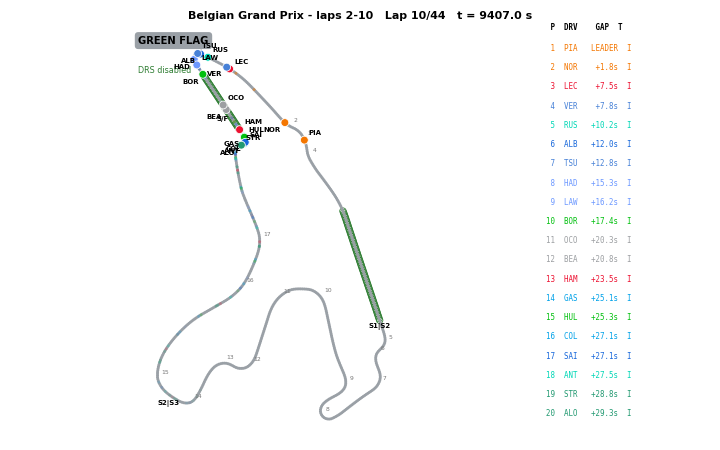 Belgian Grand Prix - laps 2-10   Lap 10/44   t = 9407.0 s
GREEN FLAG
DRS disabled
TSU
RUS
LAW
ALB
HAD
LEC
VER
BOR
OCO
BEA
S/F
HAM
HUL
NOR
SAI
STR
GAS
ALO
PIA
2
4
17
16
15
14
13
12
11
10
9
8
7
6
5
S1|S2
S2|S3
P  DRV    GAP  T
1  PIA   LEADER  I
2  NOR    +1.8s  I
3  LEC    +7.5s  I
4  VER    +7.8s  I
5  RUS   +10.2s  I
6  ALB   +12.0s  I
7  TSU   +12.8s  I
8  HAD   +15.3s  I
9  LAW   +16.2s  I
10  BOR   +17.4s  I
11  OCO   +20.3s  I
12  BEA   +20.8s  I
13  HAM   +23.5s  I
14  GAS   +25.1s  I
15  HUL   +25.3s  I
16  COL   +27.1s  I
17  SAI   +27.1s  I
18  ANT   +27.5s  I
19  STR   +28.8s  I
20  ALO   +29.3s  I